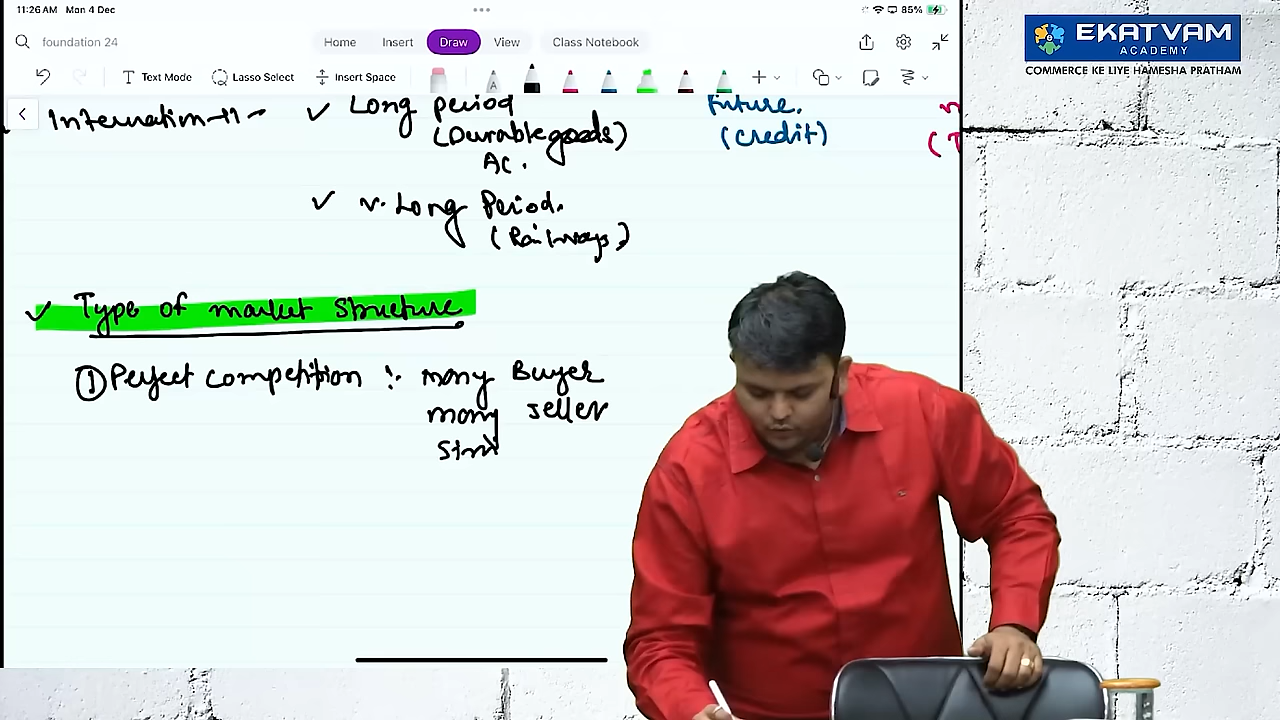 11:26 AM Mon 4 Dec
85%
foundation 24
Home Insert Draw View Class Notebook
Text Mode Lasso Select Insert Space
EKATVAM
ACADEMY
COMMERCE KE LIYE HAMESHA PRATHAM
✓ Long period
(Durable goods)
AC.
future.
(credit)
✓ v. Long Period.
(Railways)
✓ Type of market Structure
① Perfect competition :- many Buyer
many seller